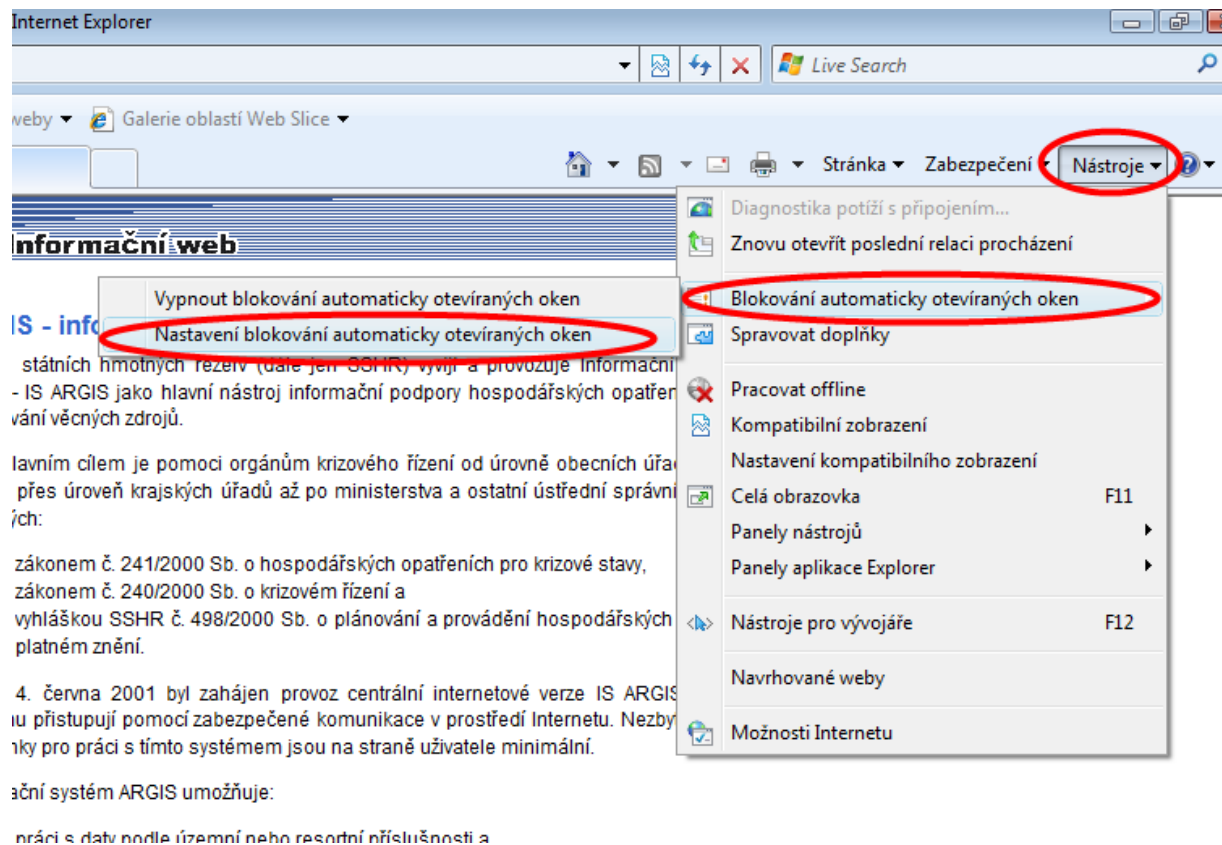 Internet Explorer
Live Search
weby Galerie oblastí Web Slice
Stránka Zabezpečení Nástroje
Informační web
Diagnostika potíží s připojením...
Znovu otevřít poslední relaci procházení
Blokování automaticky otevíraných oken
Spravovat doplňky
Pracovat offline
Kompatibilní zobrazení
Nastavení kompatibilního zobrazení
Celá obrazovka F11
Panely nástrojů
Panely aplikace Explorer
Nástroje pro vývojáře F12
Navrhované weby
Možnosti Internetu
Vypnout blokování automaticky otevíraných oken
Nastavení blokování automaticky otevíraných oken
IS - info
státních hmotných rezerv (dále jen SSHR) vyvíjí a provozuje Informační
- IS ARGIS jako hlavní nástroj informační podpory hospodářských opatřen
vání věcných zdrojů.
lavním cílem je pomoci orgánům krizového řízení od úrovně obecních úřa
přes úroveň krajských úřadů až po ministerstva a ostatní ústřední správní
ých:
zákonem č. 241/2000 Sb. o hospodářských opatřeních pro krizové stavy,
zákonem č. 240/2000 Sb. o krizovém řízení a
vyhláškou SSHR č. 498/2000 Sb. o plánování a provádění hospodářských
platném znění.
4. června 2001 byl zahájen provoz centrální internetové verze IS ARGIS
u přistupují pomocí zabezpečené komunikace v prostředí Internetu. Nezby
nky pro práci s tímto systémem jsou na straně uživatele minimální.
ační systém ARGIS umožňuje:
práci s daty podle územní nebo resortní příslušnosti a